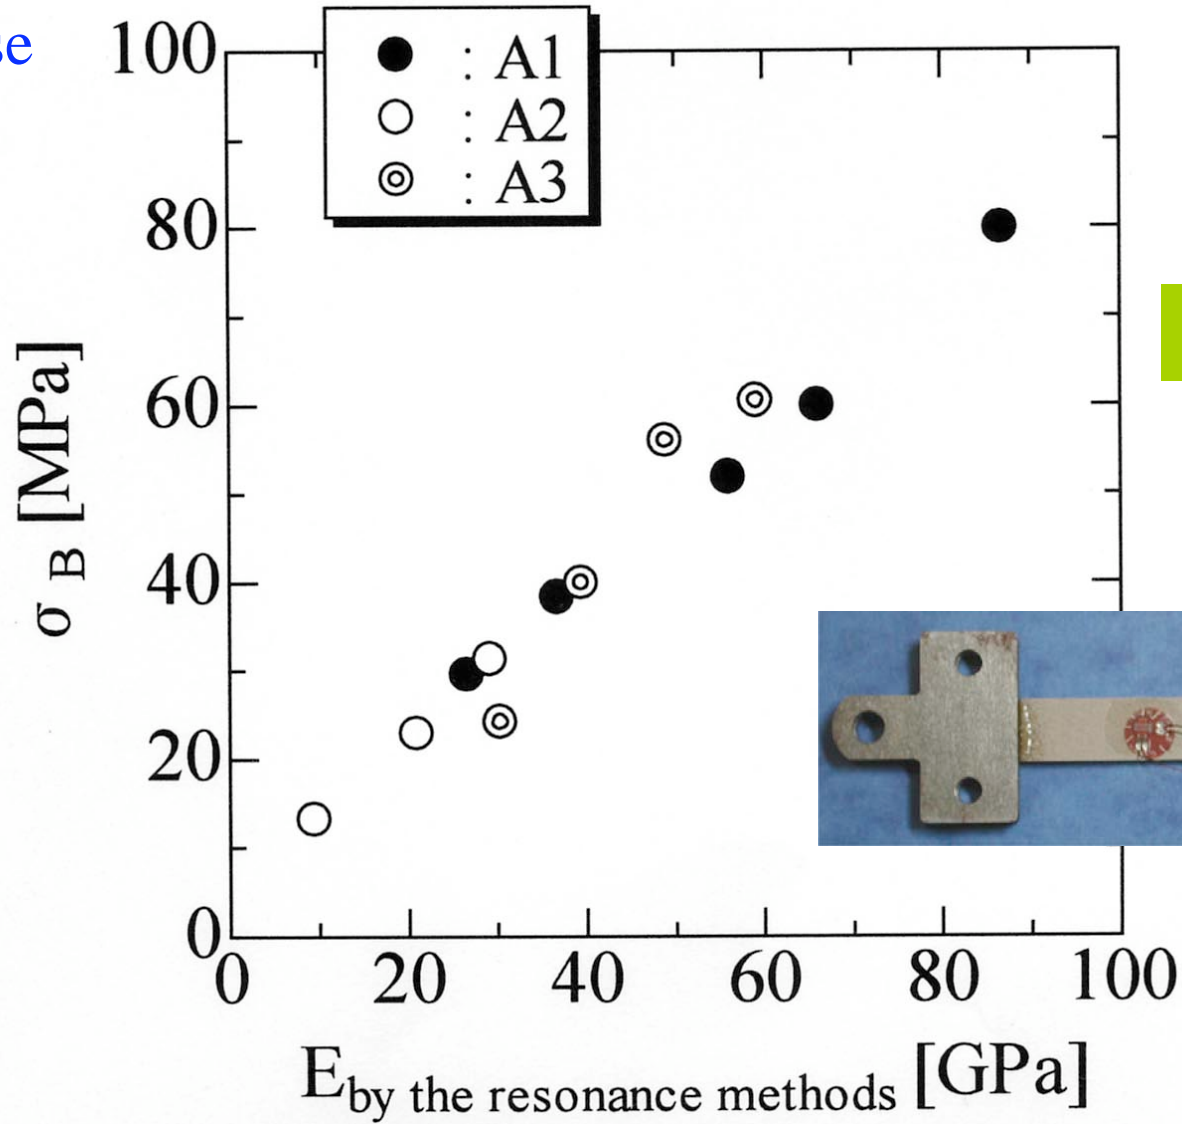 se
100
: A1
: A2
: A3
80
60
40
20
0
σ B [MPa]
0 20 40 60 80 100
E by the resonance methods [GPa]